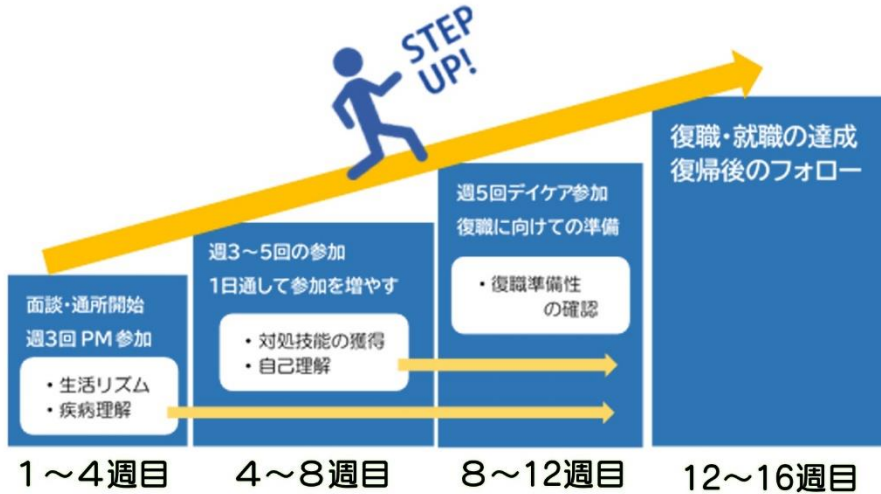 STEP
UP!
面談・通所開始
週3回 PM 参加
・生活リズム
・疾病理解
1～4週目
週3～5回の参加
1日通して参加を増やす
・対処技能の獲得
・自己理解
4～8週目
週5回デイケア参加
復職に向けての準備
・復職準備性
の確認
8～12週目
復職・就職の達成
復帰後のフォロー
12～16週目